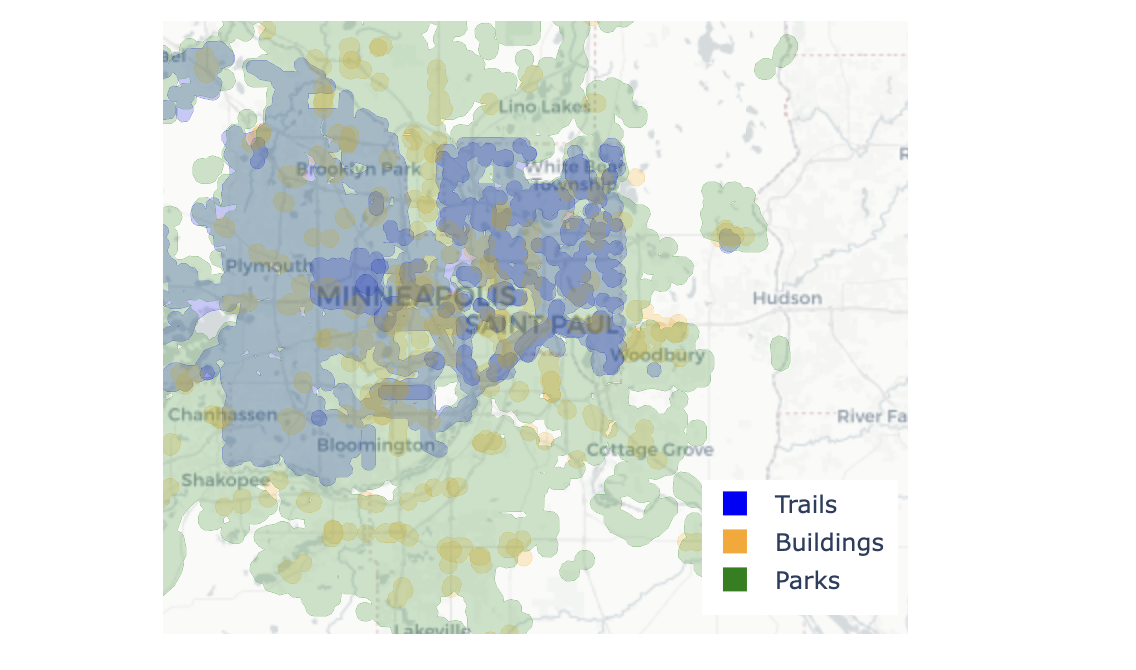 ael
Lino Lakes
Brooklyn Park
White Bear
Township
R
Plymouth
MINNEAPOLIS
Hudson
SAINT PAUL
Woodbury
Chanhassen
River Fa
Bloomington
Cottage Grove
Shakopee
Trails
Buildings
Parks
Lakeville